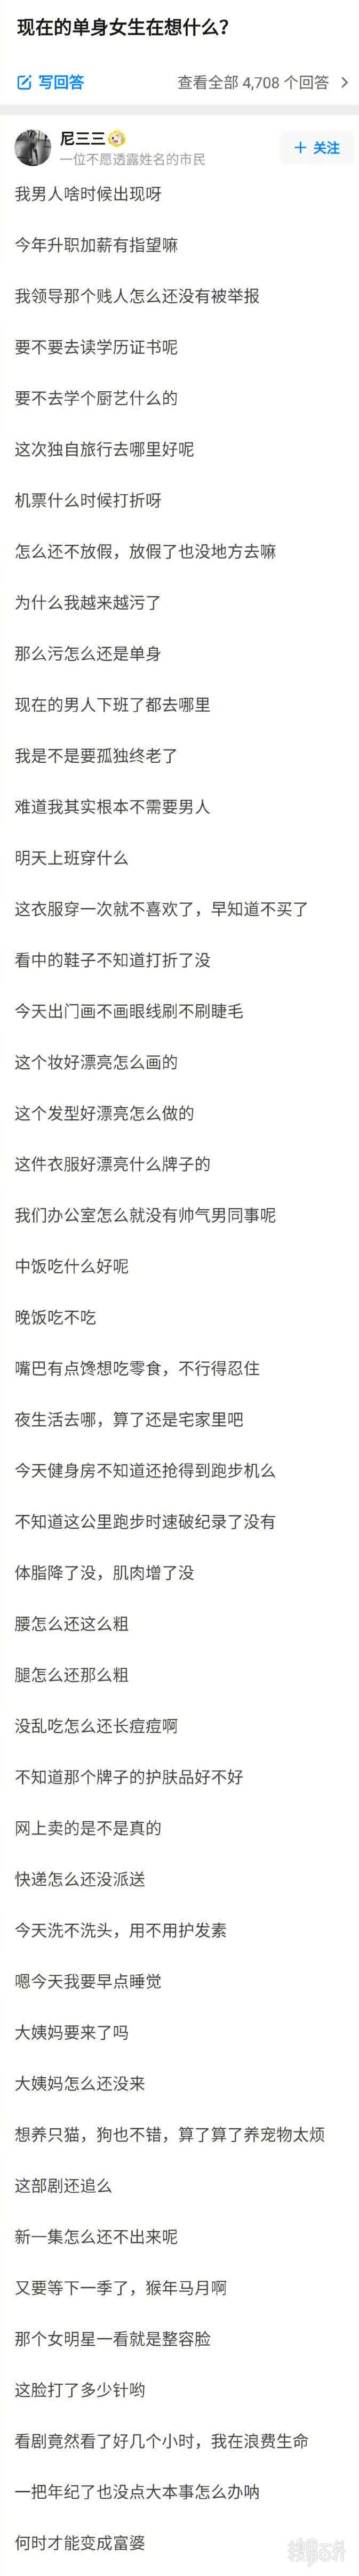 现在的单身女生在想什么？
写回答
查看全部 4,708 个回答
尼三三
一位不愿透露姓名的市民
+ 关注
我男人啥时候出现呀
今年升职加薪有指望嘛
我领导那个贱人怎么还没有被举报
要不要去读学历证书呢
要不去学个厨艺什么的
这次独自旅行去哪里好呢
机票什么时候打折呀
怎么还不放假，放假了也没地方去嘛
为什么我越来越污了
那么污怎么还是单身
现在的男人下班了都去哪里
我是不是要孤独终老了
难道我其实根本不需要男人
明天上班穿什么
这衣服穿一次就不喜欢了，早知道不买了
看中的鞋子不知道打折了没
今天出门画不画眼线刷不刷睫毛
这个妆好漂亮怎么画的
这个发型好漂亮怎么做的
这件衣服好漂亮什么牌子的
我们办公室怎么就没有帅气男同事呢
中饭吃什么好呢
晚饭吃不吃
嘴巴有点馋想吃零食，不行得忍住
夜生活去哪，算了还是宅家里吧
今天健身房不知道还抢得到跑步机么
不知道这公里跑步时速破纪录了没有
体脂降了没，肌肉增了没
腰怎么还这么粗
腿怎么还那么粗
没乱吃怎么还长痘痘啊
不知道那个牌子的护肤品好不好
网上卖的是不是真的
快递怎么还没派送
今天洗不洗头，用不用护发素
嗯今天我要早点睡觉
大姨妈要来了吗
大姨妈怎么还没来
想养只猫，狗也不错，算了算了养宠物太烦
这部剧还追么
新一集怎么还不出来呢
又要等下一季了，猴年马月啊
那个女明星一看就是整容脸
这脸打了多少针哟
看剧竟然看了好几个小时，我在浪费生命
一把年纪了也没点大本事怎么办呐
何时才能变成富婆